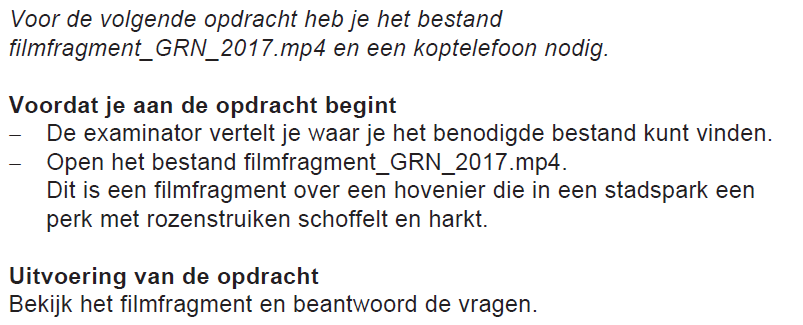 Voor de volgende opdracht heb je het bestand
filmfragment_GRN_2017.mp4 en een koptelefoon nodig.
Voordat je aan de opdracht begint
– De examinator vertelt je waar je het benodigde bestand kunt vinden.
– Open het bestand filmfragment_GRN_2017.mp4.
Dit is een filmfragment over een hovenier die in een stadspark een
perk met rozenstruiken schoffelt en harkt.
Uitvoering van de opdracht
Bekijk het filmfragment en beantwoord de vragen.